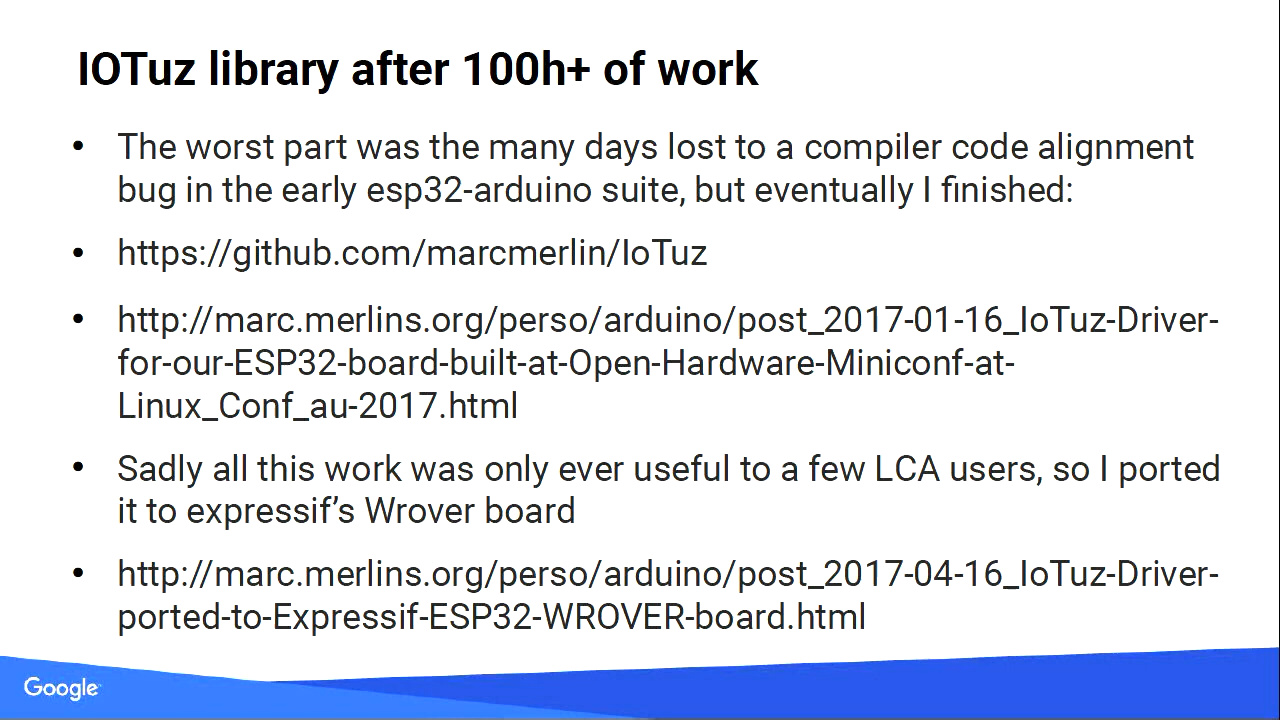 IOTuz library after 100h+ of work
• The worst part was the many days lost to a compiler code alignment
bug in the early esp32-arduino suite, but eventually I finished:
• https://github.com/marcmerlin/IoTuz
• http://marc.merlins.org/perso/arduino/post_2017-01-16_IoTuz-Driver-
for-our-ESP32-board-built-at-Open-Hardware-Miniconf-at-
Linux_Conf_au-2017.html
• Sadly all this work was only ever useful to a few LCA users, so I ported
it to expressif’s Wrover board
• http://marc.merlins.org/perso/arduino/post_2017-04-16_IoTuz-Driver-
ported-to-Expressif-ESP32-WROVER-board.html
Google